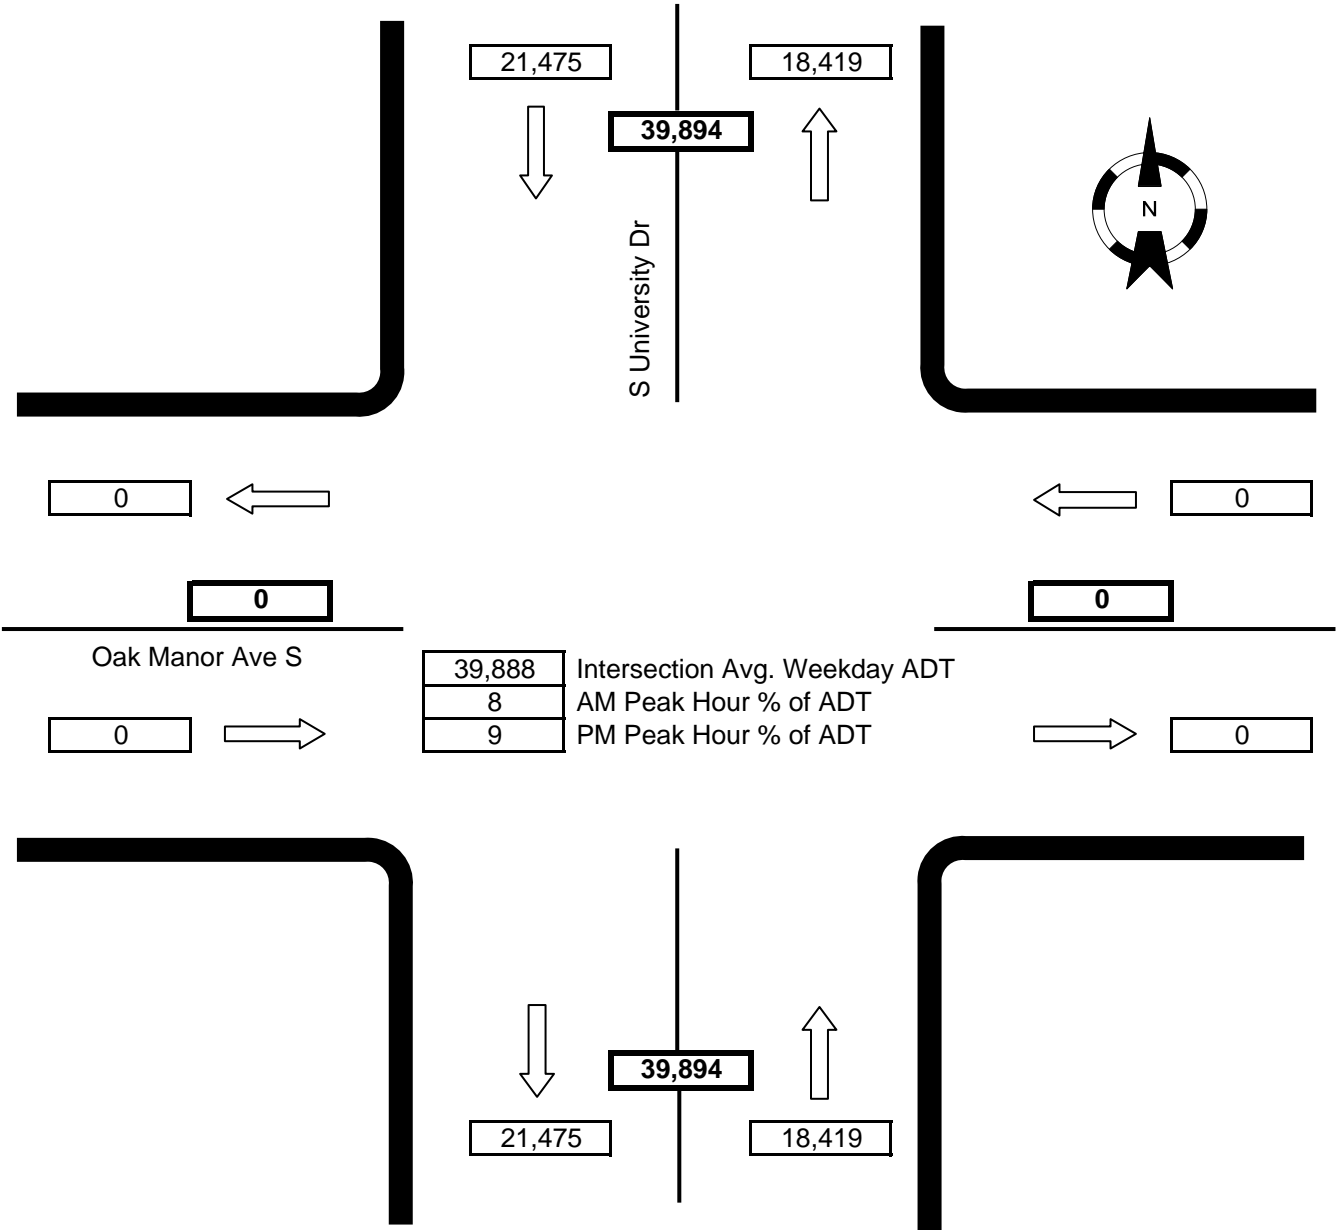 21,475 18,419
39,894
N
S University Dr
0 0
0 0
Oak Manor Ave S
39,888 Intersection Avg. Weekday ADT
8 AM Peak Hour % of ADT
9 PM Peak Hour % of ADT
0 0
39,894
21,475 18,419